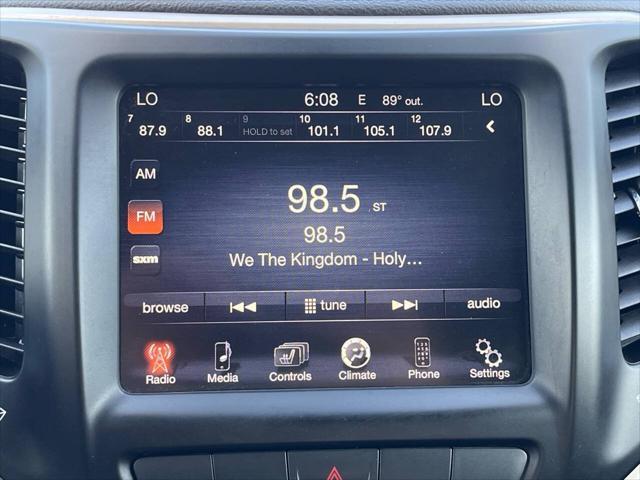 LO 6:08 E 89° out. LO
7 87.9 8 88.1 9 HOLD to set 10 101.1 11 105.1 12 107.9
AM
FM
sxm
98.5 ST
98.5
We The Kingdom - Holy...
browse tune audio
Radio Media Controls Climate Phone Settings